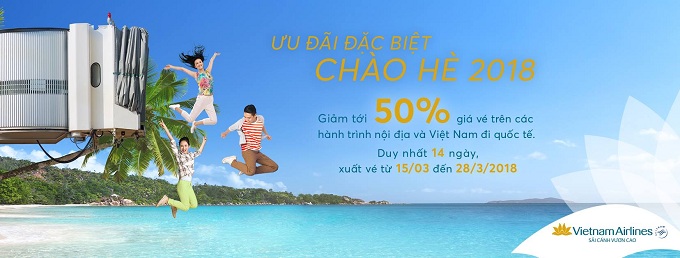 ƯU ĐÃI ĐẶC BIỆT
CHÀO HÈ 2018
Giảm tới 50% giá vé trên các
hành trình nội địa và Việt Nam đi quốc tế.
Duy nhất 14 ngày,
xuất vé từ 15/03 đến 28/3/2018
Vietnam Airlines
SẢI CÁNH VƯƠN CAO